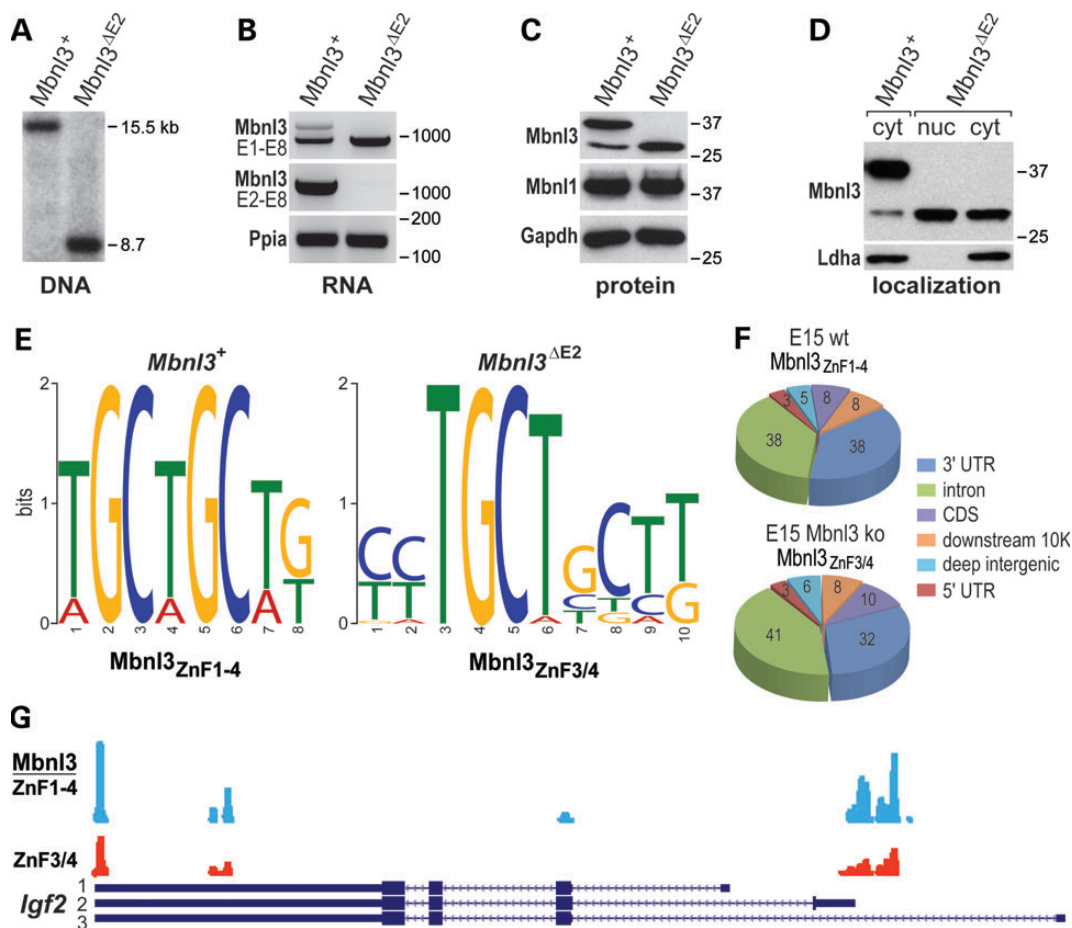 A
Mbnl3+
Mbnl3ΔE2
15.5 kb
8.7
DNA
B
Mbnl3+
Mbnl3ΔE2
Mbnl3
E1-E8
1000
Mbnl3
E2-E8
1000
200
Ppia
100
RNA
C
Mbnl3+
Mbnl3ΔE2
Mbnl3
37
25
Mbnl1
37
Gapdh
25
protein
D
Mbnl3+
Mbnl3ΔE2
cyt nuc cyt
Mbnl3
37
25
Ldha
localization
E
Mbnl3+
Mbnl3ΔE2
bits
2
1
0
T G C T G C T G
A A A T
1 2 3 4 5 6 7 8
Mbnl3ZnF1-4
2
1
0
C C T G C T G C T T
T T A C T C G
G A T G A
1 2 3 4 5 6 7 8 9 10
Mbnl3ZnF3/4
F
E15 wt
Mbnl3ZnF1-4
3 5 8 8
38 38
E15 Mbnl3 ko
Mbnl3ZnF3/4
3 6 8 10
41 32
3' UTR
intron
CDS
downstream 10K
deep intergenic
5' UTR
G
Mbnl3
ZnF1-4
ZnF3/4
Igf2
1
2
3